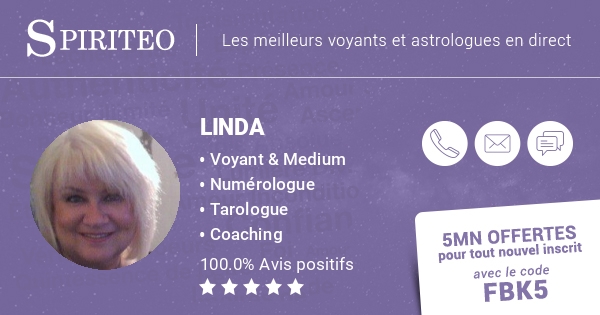 SPIRITEO
Les meilleurs voyants et astrologues en direct
LINDA
• Voyant & Medium
• Numérologue
• Tarologue
• Coaching
100.0% Avis positifs
5MN OFFERTES
pour tout nouvel inscrit
avec le code
FBK5